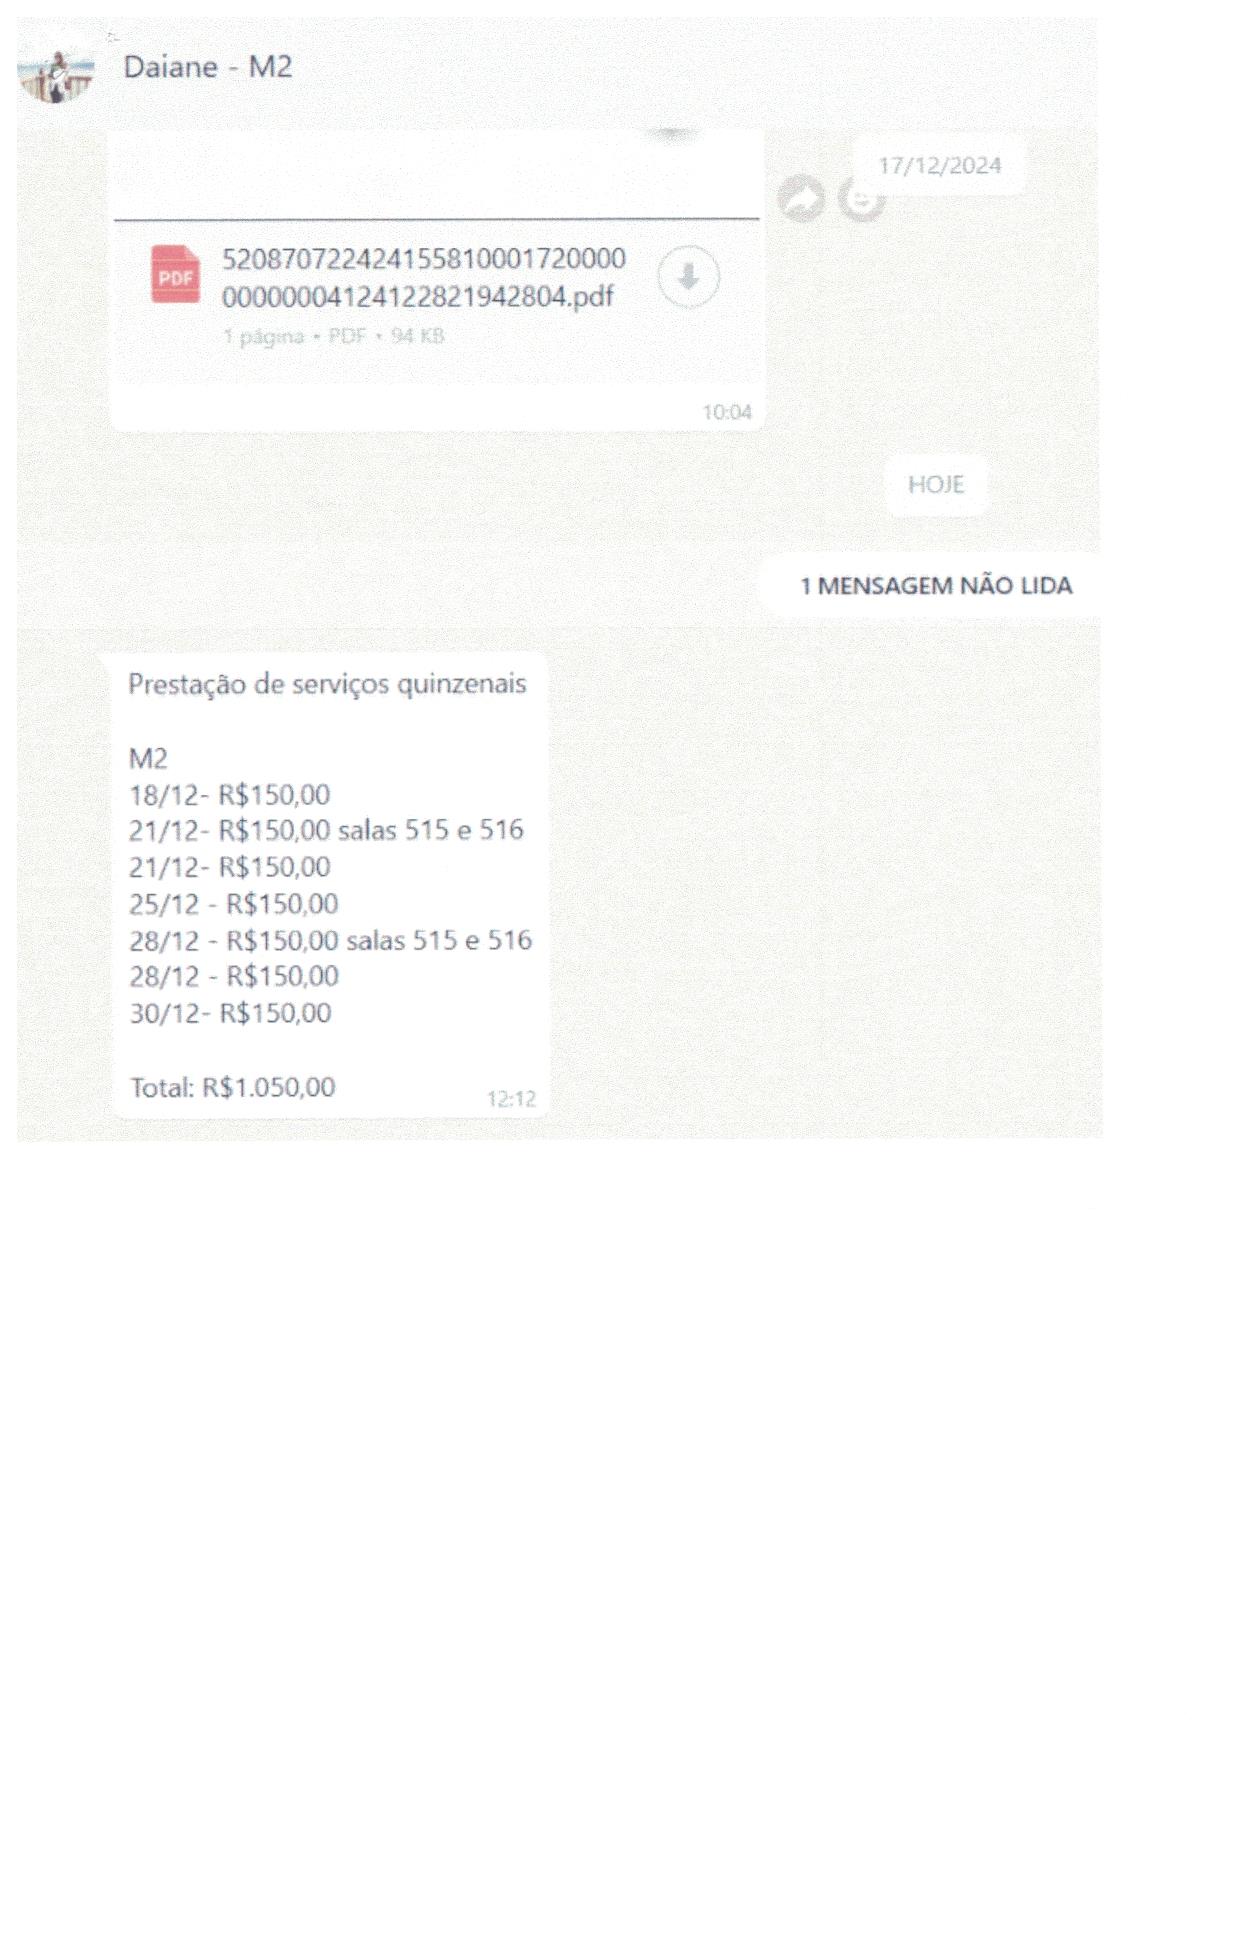 Daiane - M2
17/12/2024
PDF
520870722424155810001720000
000000041241228219428​04.pdf
1 página • PDF • 94 KB
10:04
HOJE
1 MENSAGEM NÃO LIDA
Prestação de serviços quinzenais
M2
18/12- R$150,00
21/12- R$150,00 salas 515 e 516
21/12- R$150,00
25/12 - R$150,00
28/12 - R$150,00 salas 515 e 516
28/12 - R$150,00
30/12- R$150,00
Total: R$1.050,00
12:12